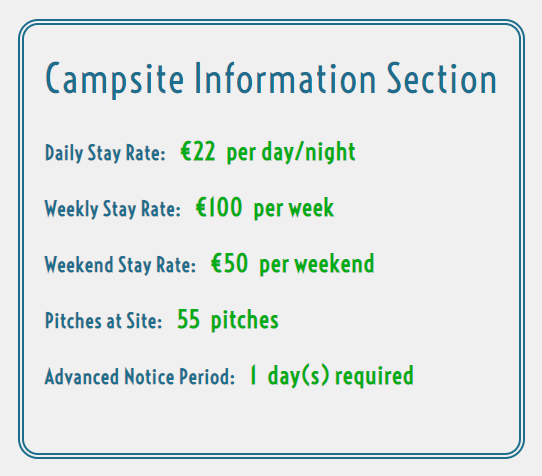 Campsite Information Section
Daily Stay Rate: €22 per day/night
Weekly Stay Rate: €100 per week
Weekend Stay Rate: €50 per weekend
Pitches at Site: 55 pitches
Advanced Notice Period: 1 day(s) required